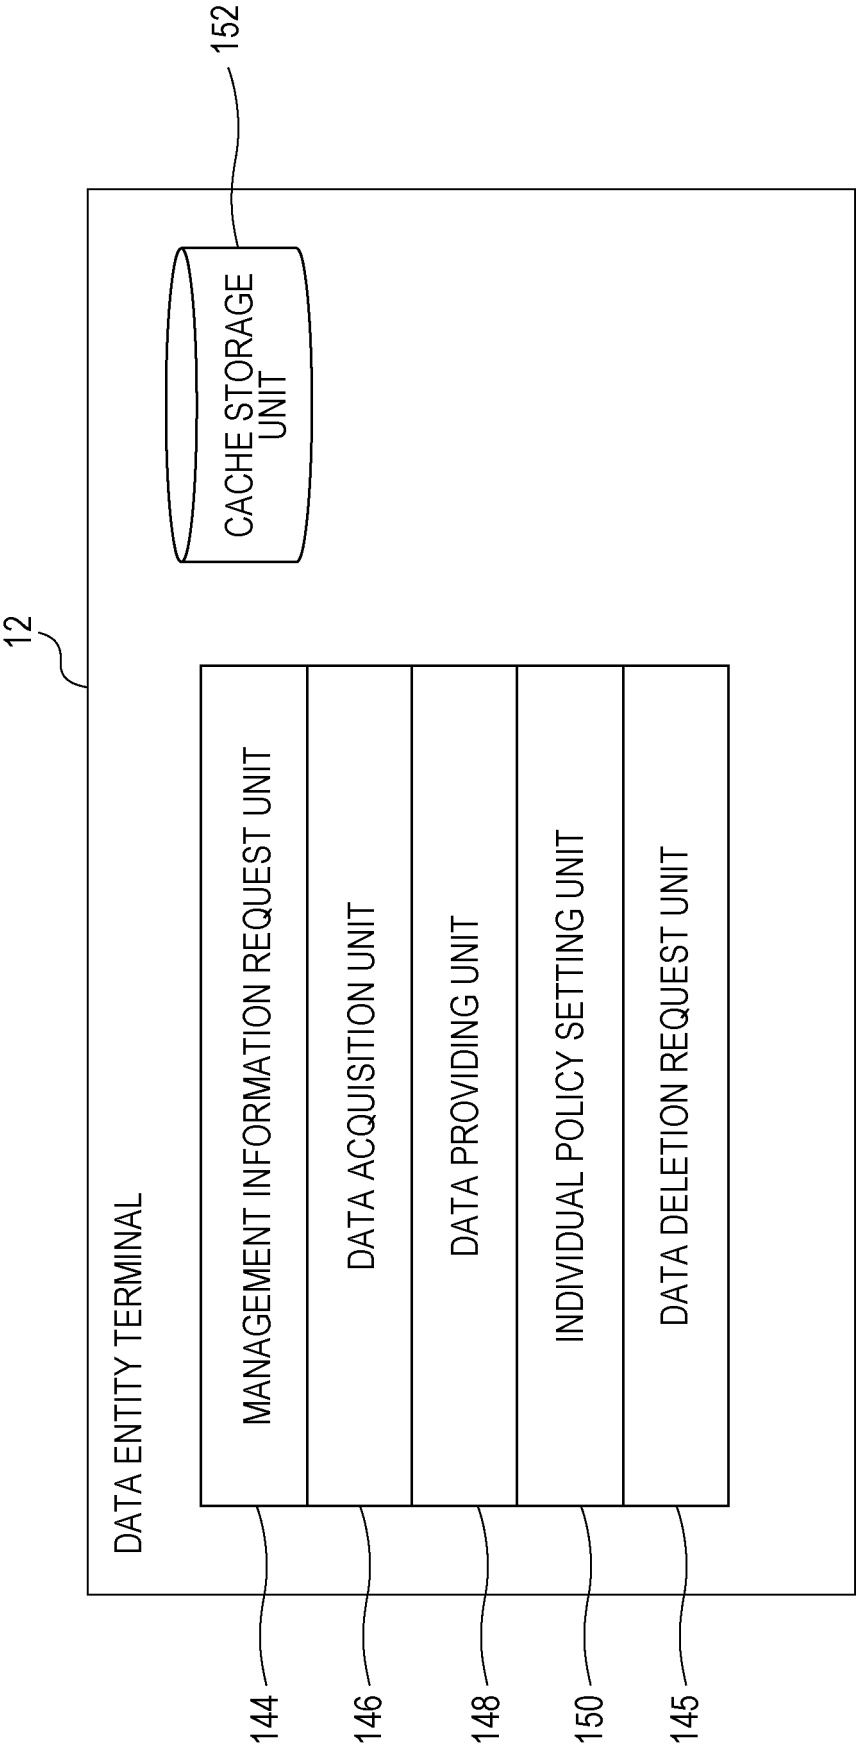 12
DATA ENTITY TERMINAL
144
MANAGEMENT INFORMATION REQUEST UNIT
146
DATA ACQUISITION UNIT
148
DATA PROVIDING UNIT
150
INDIVIDUAL POLICY SETTING UNIT
145
DATA DELETION REQUEST UNIT
CACHE STORAGE
UNIT
152